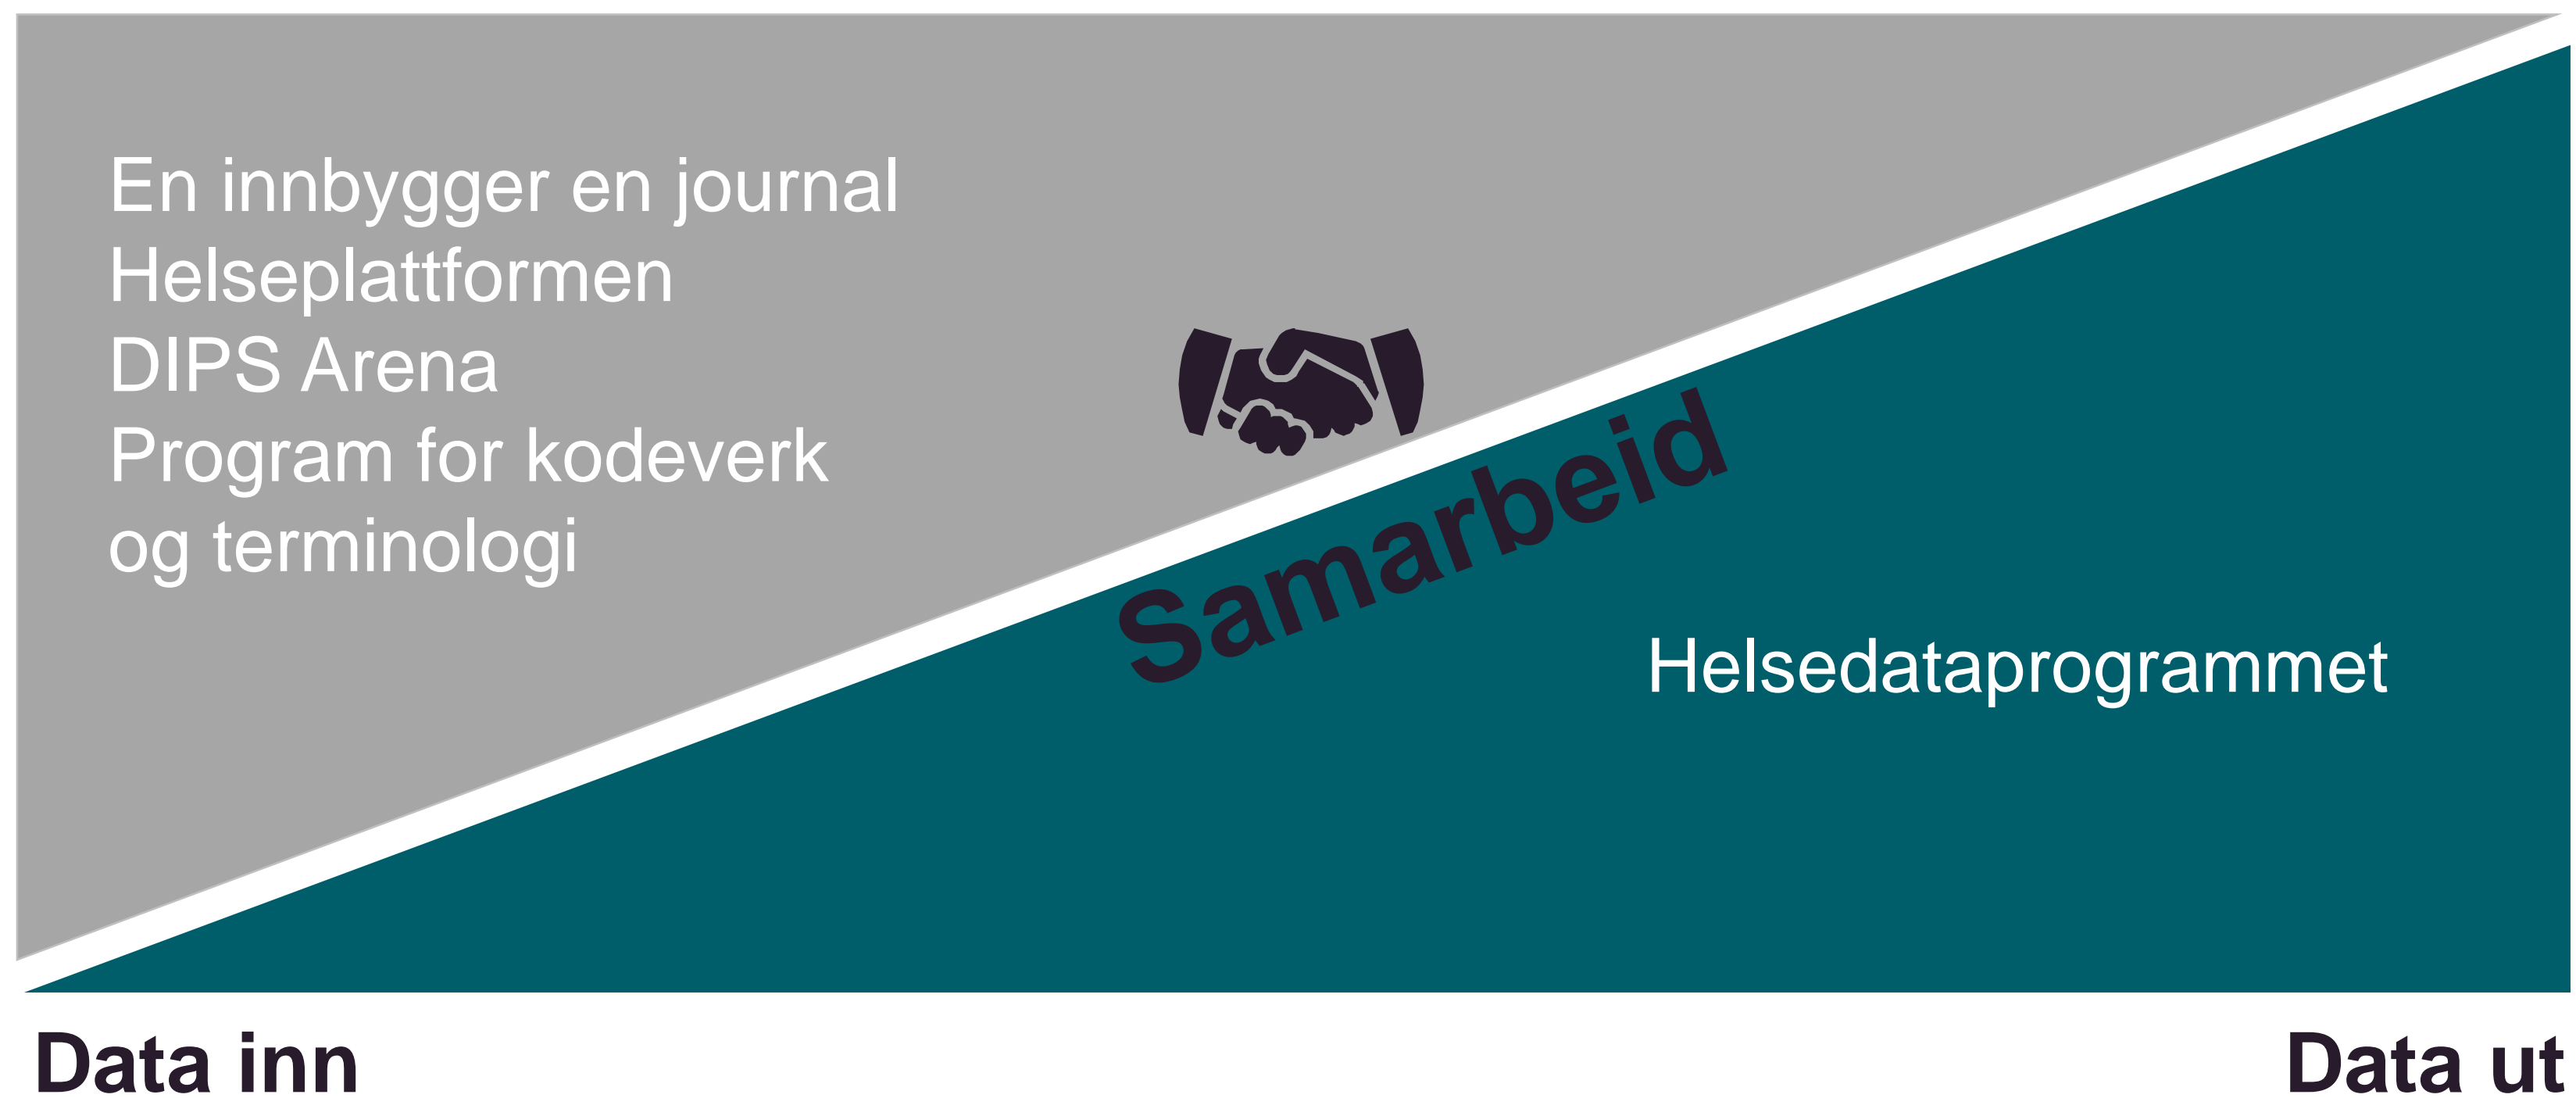 En innbygger en journal
Helseplattformen
DIPS Arena
Program for kodeverk
og terminologi
Samarbeid
Helsedataprogrammet
Data inn
Data ut